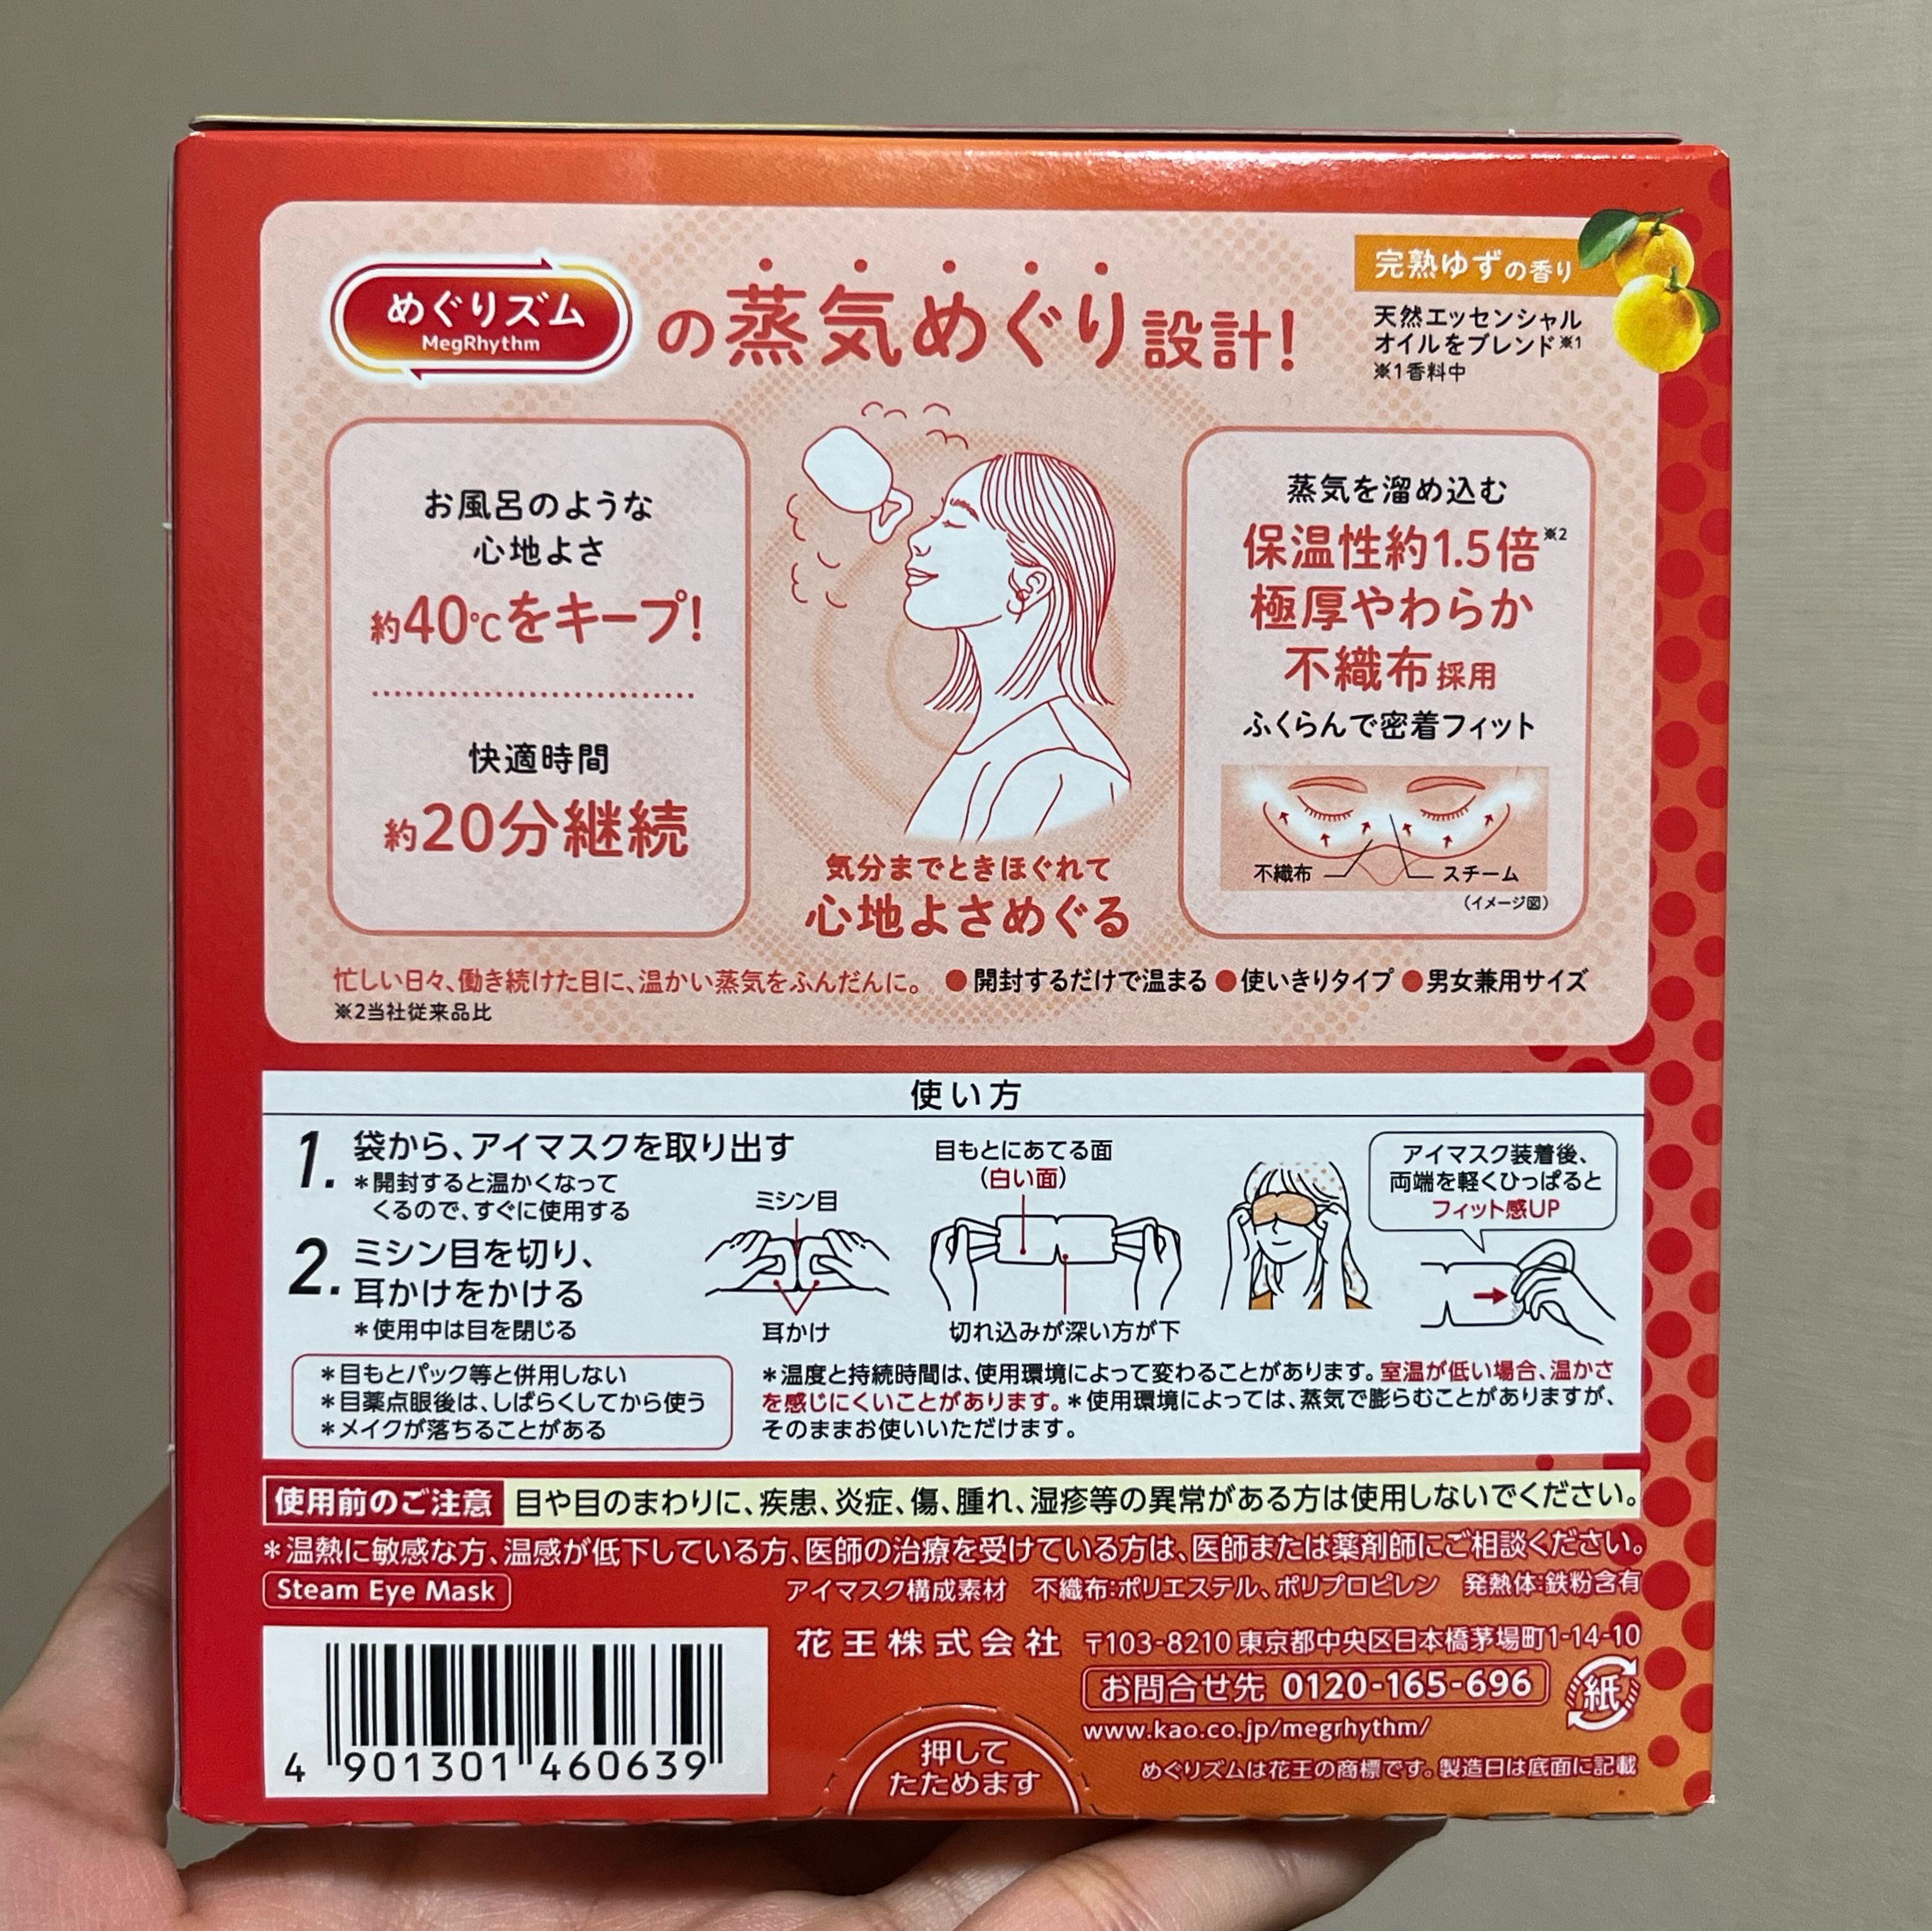 めぐりズム
MegRhythm
の蒸気めぐり設計!
完熟ゆずの香り
天然エッセンシャル
オイルをブレンド※1
※1香料中
お風呂のような
心地よさ
約40℃をキープ!
快適時間
約20分継続
気分までときほぐれて
心地よさめぐる
蒸気を溜め込む
保温性約1.5倍※2
極厚やわらか
不織布採用
ふくらんで密着フィット
不織布
スチーム
(イメージ図)
忙しい日々、働き続けた目に、温かい蒸気をふんだんに。 ●開封するだけで温まる ●使いきりタイプ ●男女兼用サイズ
※2当社従来品比
使い方
1. 袋から、アイマスクを取り出す
*開封すると温かくなって
くるので、すぐに使用する
2. ミシン目を切り、
耳かけをかける
*使用中は目を閉じる
ミシン目
耳かけ
目もとにあてる面
(白い面)
切れ込みが深い方が下
アイマスク装着後、
両端を軽くひっぱると
フィット感UP
*目もとパック等と併用しない
*目薬点眼後は、しばらくしてから使う
*メイクが落ちることがある
*温度と持続時間は、使用環境によって変わることがあります。室温が低い場合、温かさ
を感じにくいことがあります。*使用環境によっては、蒸気で膨らむことがありますが、
そのままお使いいただけます。
使用前のご注意 目や目のまわりに、疾患、炎症、傷、腫れ、湿疹等の異常がある方は使用しないでください。
*温熱に敏感な方、温感が低下している方、医師の治療を受けている方は、医師または薬剤師にご相談ください。
Steam Eye Mask
アイマスク構成素材 不織布:ポリエステル、ポリプロピレン 発熱体:鉄粉含有
花王株式会社 〒103-8210 東京都中央区日本橋茅場町1-14-10
お問合せ先 0120-165-696
紙
www.kao.co.jp/megrhythm/
めぐりズムは花王の商標です。製造日は底面に記載
押して
たためます
4 901301 460639